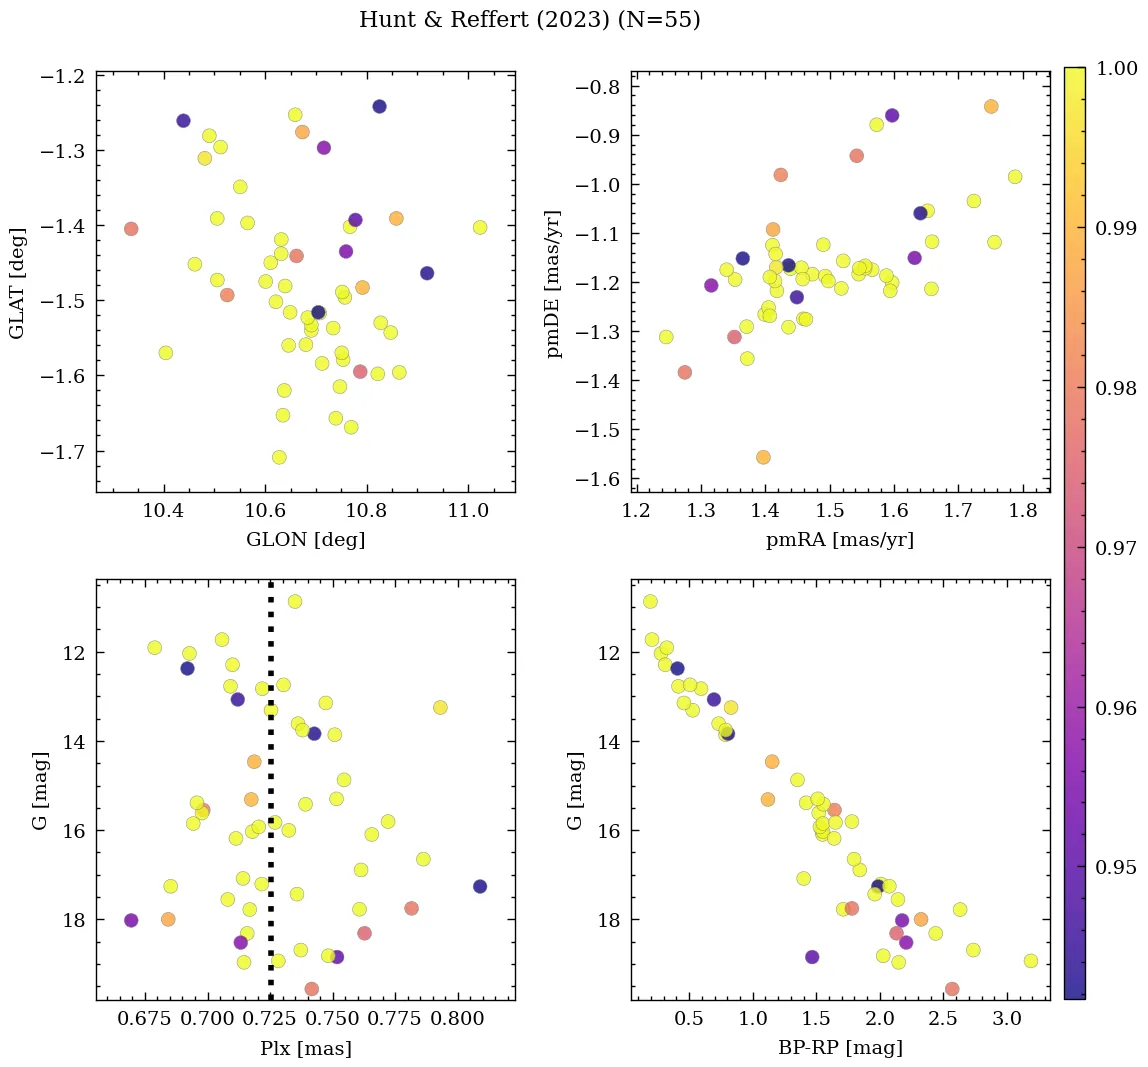 Hunt & Reffert (2023) (N=55)
−1.2
−1.3
−1.4
−1.5
−1.6
−1.7
GLAT [deg]
10.4 10.6 10.8 11.0
GLON [deg]
−0.8
−0.9
−1.0
−1.1
−1.2
−1.3
−1.4
−1.5
−1.6
pmDE [mas/yr]
1.2 1.3 1.4 1.5 1.6 1.7 1.8
pmRA [mas/yr]
1.00
0.99
0.98
0.97
0.96
0.95
12
14
16
18
G [mag]
0.675 0.700 0.725 0.750 0.775 0.800
Plx [mas]
12
14
16
18
G [mag]
0.5 1.0 1.5 2.0 2.5 3.0
BP-RP [mag]